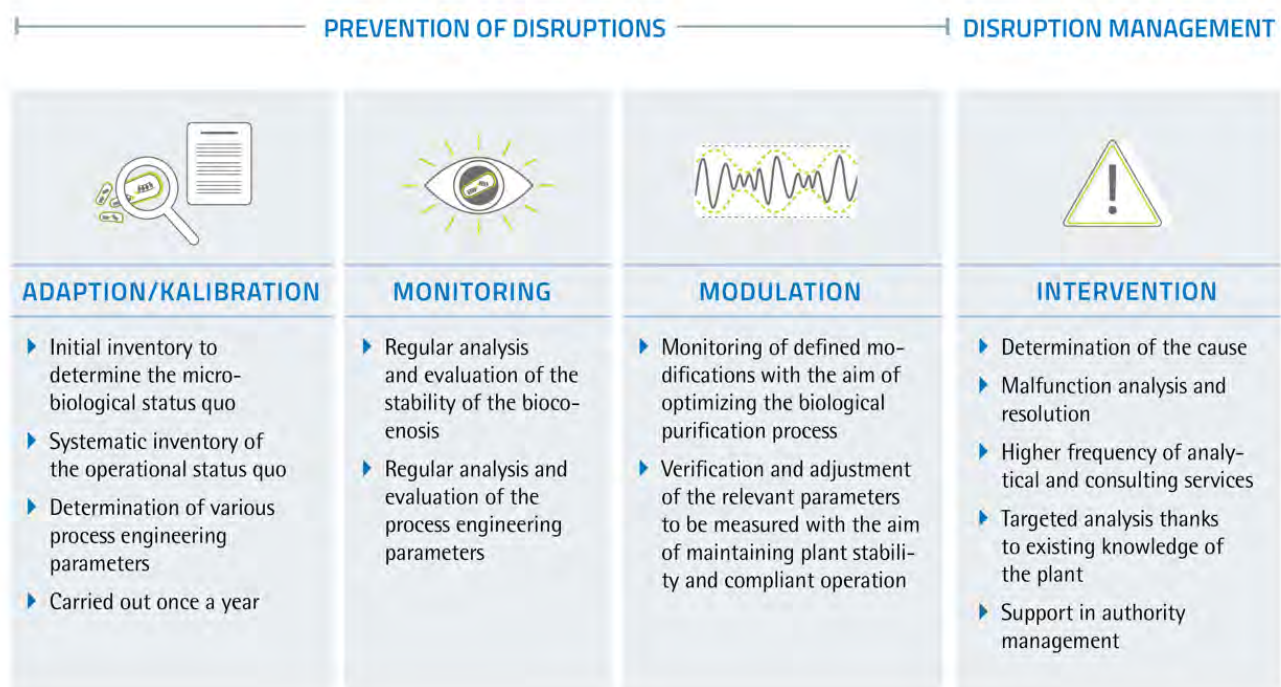 PREVENTION OF DISRUPTIONS
DISRUPTION MANAGEMENT
ADAPTION/KALIBRATION
Initial inventory to
determine the micro-
biological status quo
Systematic inventory of
the operational status quo
Determination of various
process engineering
parameters
Carried out once a year
MONITORING
Regular analysis
and evaluation of the
stability of the bioco-
enosis
Regular analysis and
evaluation of the
process engineering
parameters
MODULATION
Monitoring of defined mo-
difications with the aim of
optimizing the biological
purification process
Verification and adjustment
of the relevant parameters
to be measured with the aim
of maintaining plant stabili-
ty and compliant operation
INTERVENTION
Determination of the cause
Malfunction analysis and
resolution
Higher frequency of analy-
tical and consulting services
Targeted analysis thanks
to existing knowledge of
the plant
Support in authority
management